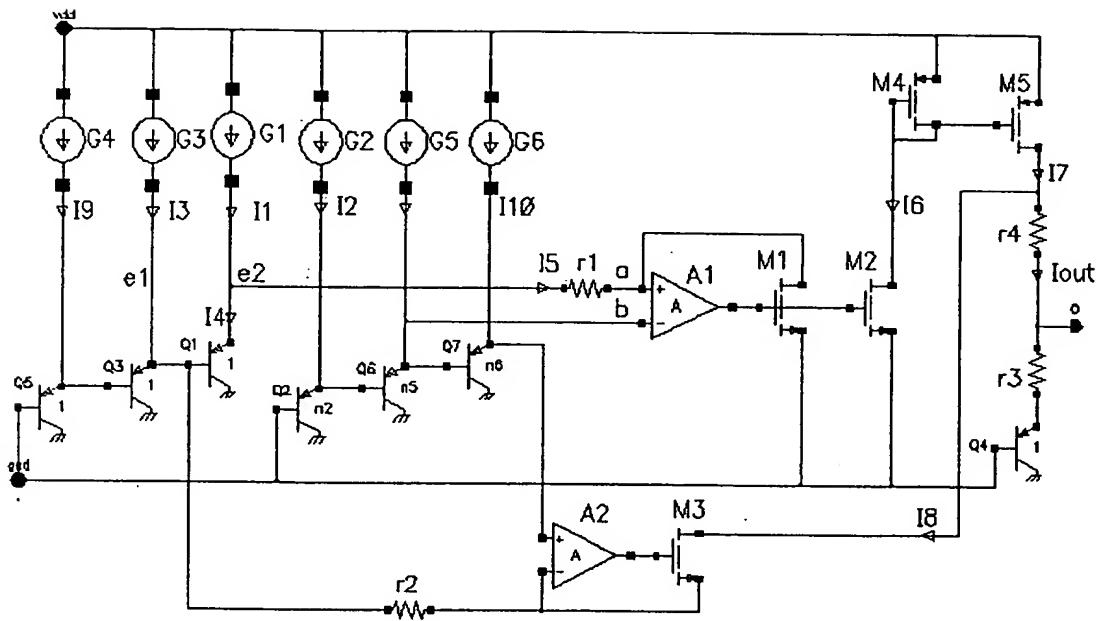 vdd
G4
G3
G1
G2
G5
G6
M4
M5
I9
I3
I1
I2
I10
I6
I7
r4
e1
e2
I5
r1
a
A1
M1
M2
Iout
A
b
o
I4
Q1
Q7
Q3
1
Q6
n6
r3
Q5
1
Q2
n5
1
n2
Q4
1
gnd
A2
M3
I8
A
r2